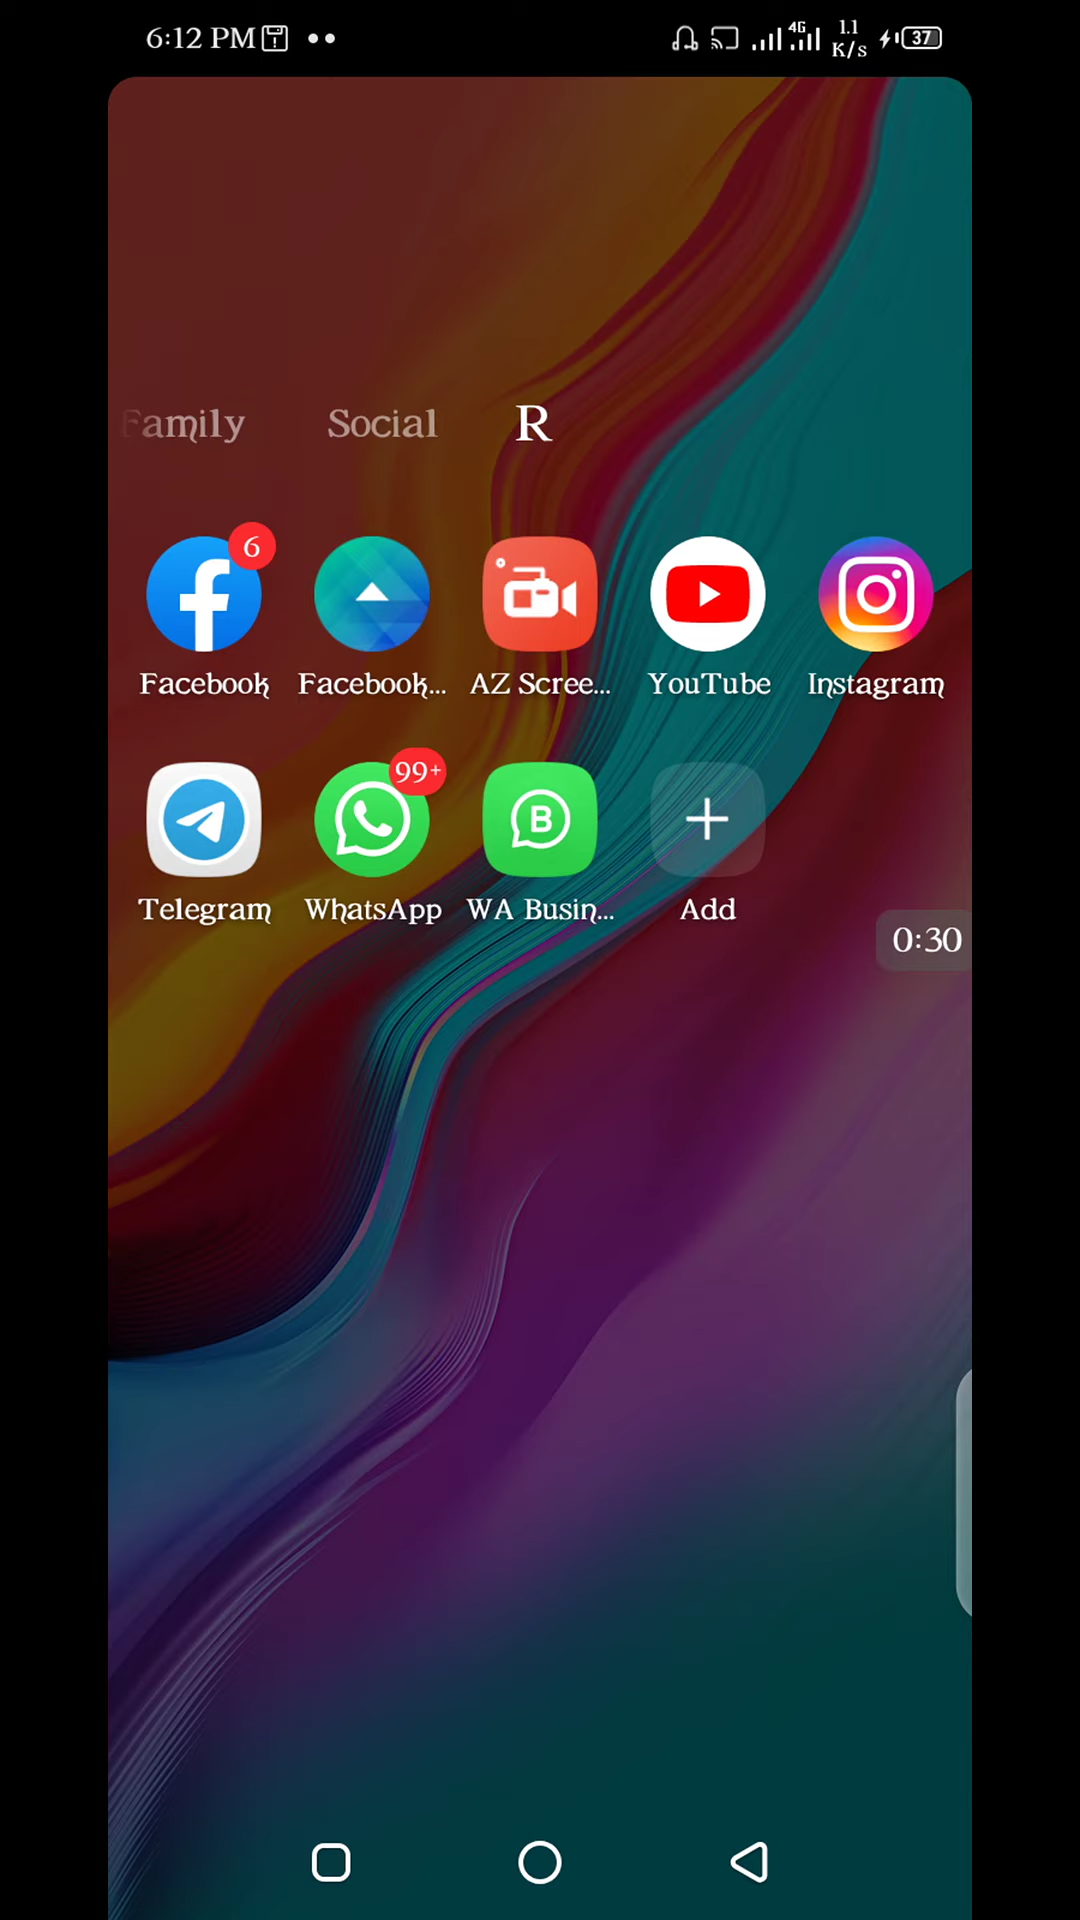 6:12 PM 4G 1.1 K/s 37
Family Social R
6
Facebook Facebook... AZ Scree... YouTube Instagram
99+
B
Telegram WhatsApp WA Busin... Add
0:30